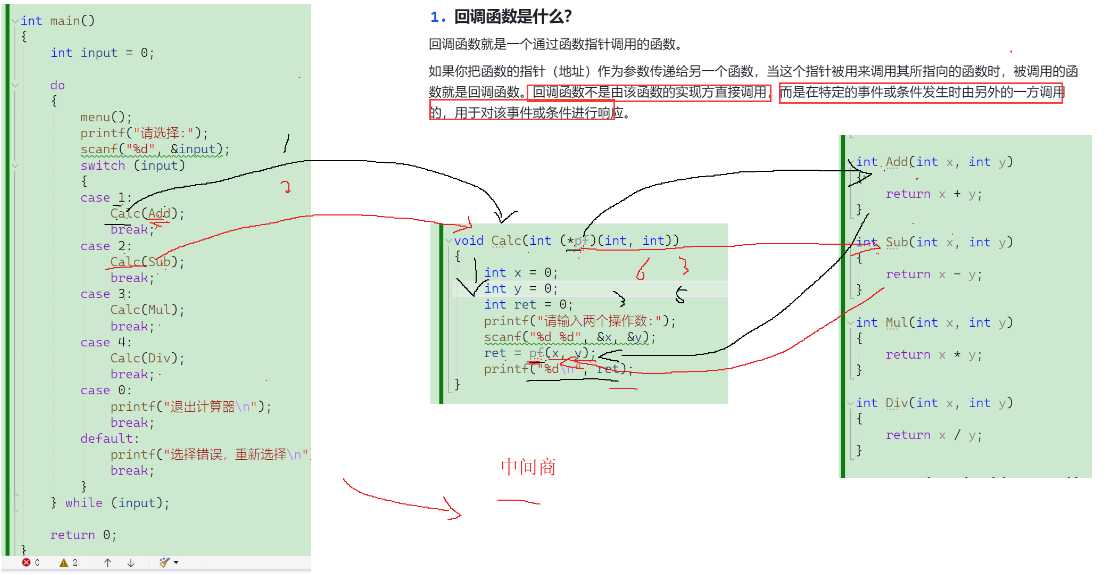 int main()
{
int input = 0;
do
{
menu();
printf("请选择:");
scanf("%d", &input);
switch (input)
{
case 1:
Calc(Add);
break;
case 2:
Calc(Sub);
break;
case 3:
Calc(Mul);
break;
case 4:
Calc(Div);
break;
case 0:
printf("退出计算器\n");
break;
default:
printf("选择错误，重新选择\n"
break;
}
} while (input);
return 0;
}
0
2
1
2
1. 回调函数是什么？
回调函数就是一个通过函数指针调用的函数。
如果你把函数的指针（地址）作为参数传递给另一个函数，当这个指针被用来调用其所指向的函数时，被调用的函
数就是回调函数。回调函数不是由该函数的实现方直接调用，而是在特定的事件或条件发生时由另外的一方调用
的，用于对该事件或条件进行响应。
void Calc(int (*pf)(int, int))
{
int x = 0;
int y = 0;
int ret = 0;
printf("请输入两个操作数:");
scanf("%d %d", &x, &y);
ret = pf(x, y);
printf("%d\n", ret);
}
6 3
3 5
中间商
int Add(int x, int y)
{
return x + y;
}
int Sub(int x, int y)
{
return x - y;
}
int Mul(int x, int y)
{
return x * y;
}
int Div(int x, int y)
{
return x / y;
}